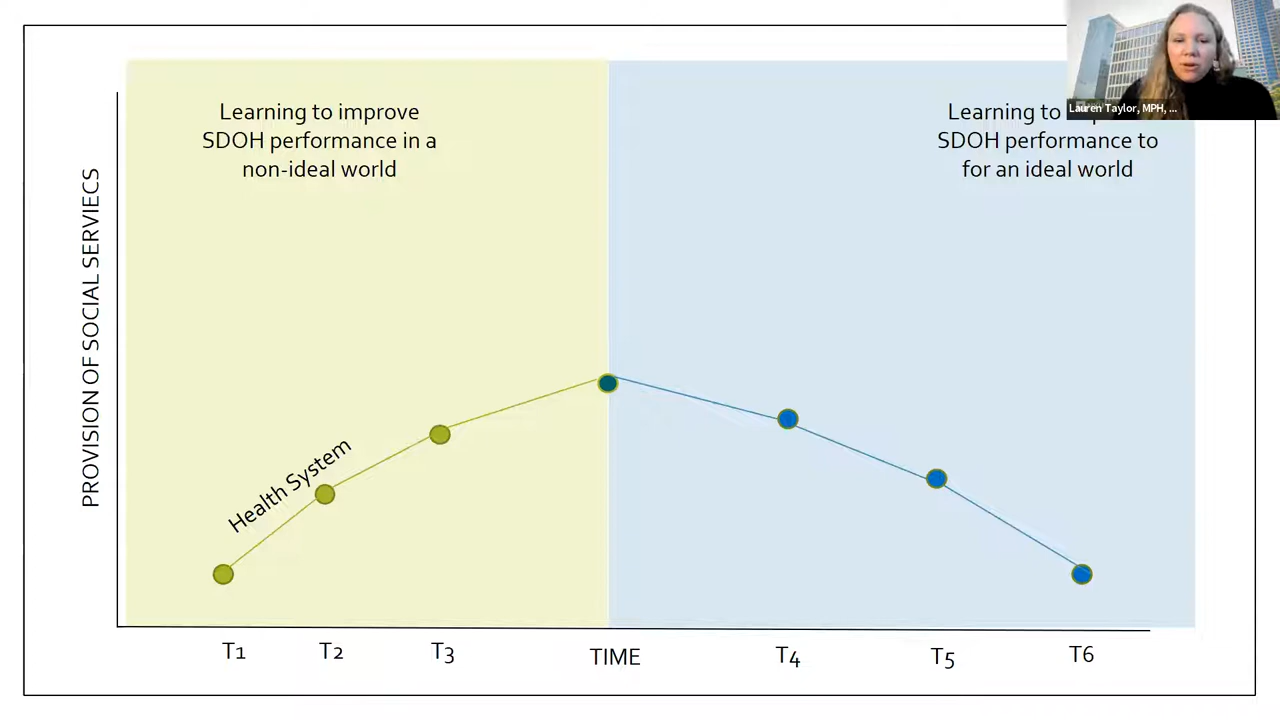 Learning to improve
SDOH performance in a
non-ideal world
Learning to
SDOH performance to
for an ideal world
Lauren Taylor, MPH, ...
PROVISION OF SOCIAL SERVIECS
Health System
T1
T2
T3
TIME
T4
T5
T6